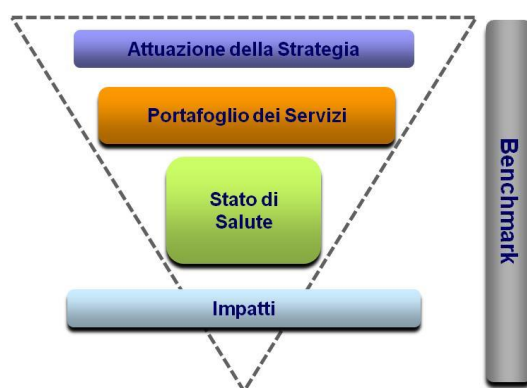 Attuazione della Strategia
Portafoglio dei Servizi
Stato di
Salute
Impatti
Benchmark